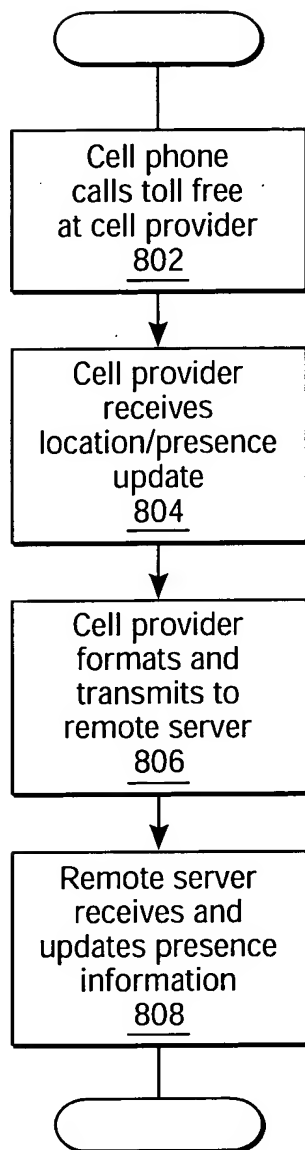 Cell phone
calls toll free
at cell provider
802
Cell provider
receives
location/presence
update
804
Cell provider
formats and
transmits to
remote server
806
Remote server
receives and
updates presence
information
808